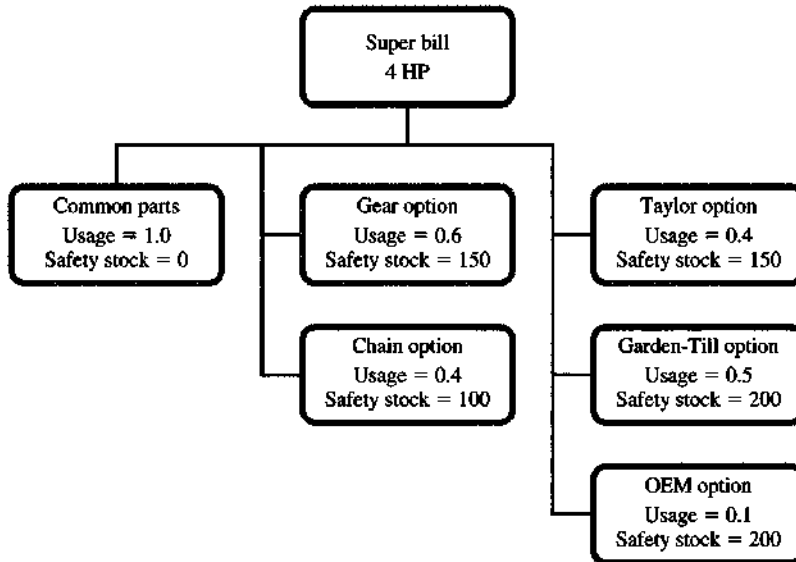 Super bill
4 HP
Common parts
Usage = 1.0
Safety stock = 0
Gear option
Usage = 0.6
Safety stock = 150
Taylor option
Usage = 0.4
Safety stock = 150
Chain option
Usage = 0.4
Safety stock = 100
Garden-Till option
Usage = 0.5
Safety stock = 200
OEM option
Usage = 0.1
Safety stock = 200